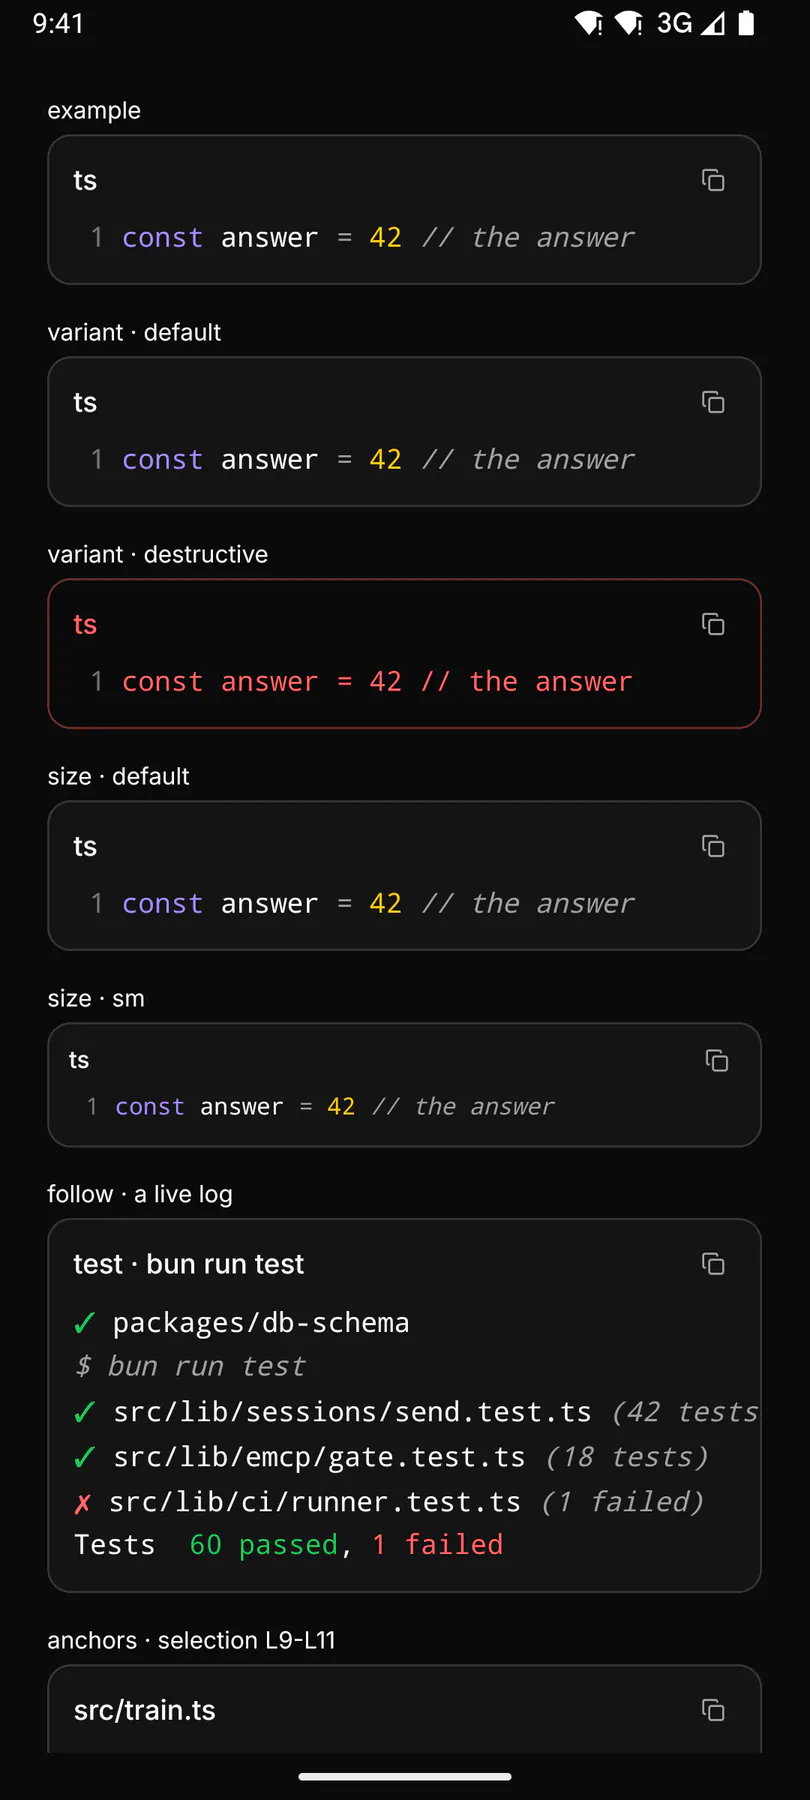 9:41 3G
example
ts
1 const answer = 42 // the answer
variant · default
ts
1 const answer = 42 // the answer
variant · destructive
ts
1 const answer = 42 // the answer
size · default
ts
1 const answer = 42 // the answer
size · sm
ts
1 const answer = 42 // the answer
follow · a live log
test · bun run test
✓ packages/db-schema
$ bun run test
✓ src/lib/sessions/send.test.ts (42 tests
✓ src/lib/emcp/gate.test.ts (18 tests)
✗ src/lib/ci/runner.test.ts (1 failed)
Tests  60 passed, 1 failed
anchors · selection L9-L11
src/train.ts